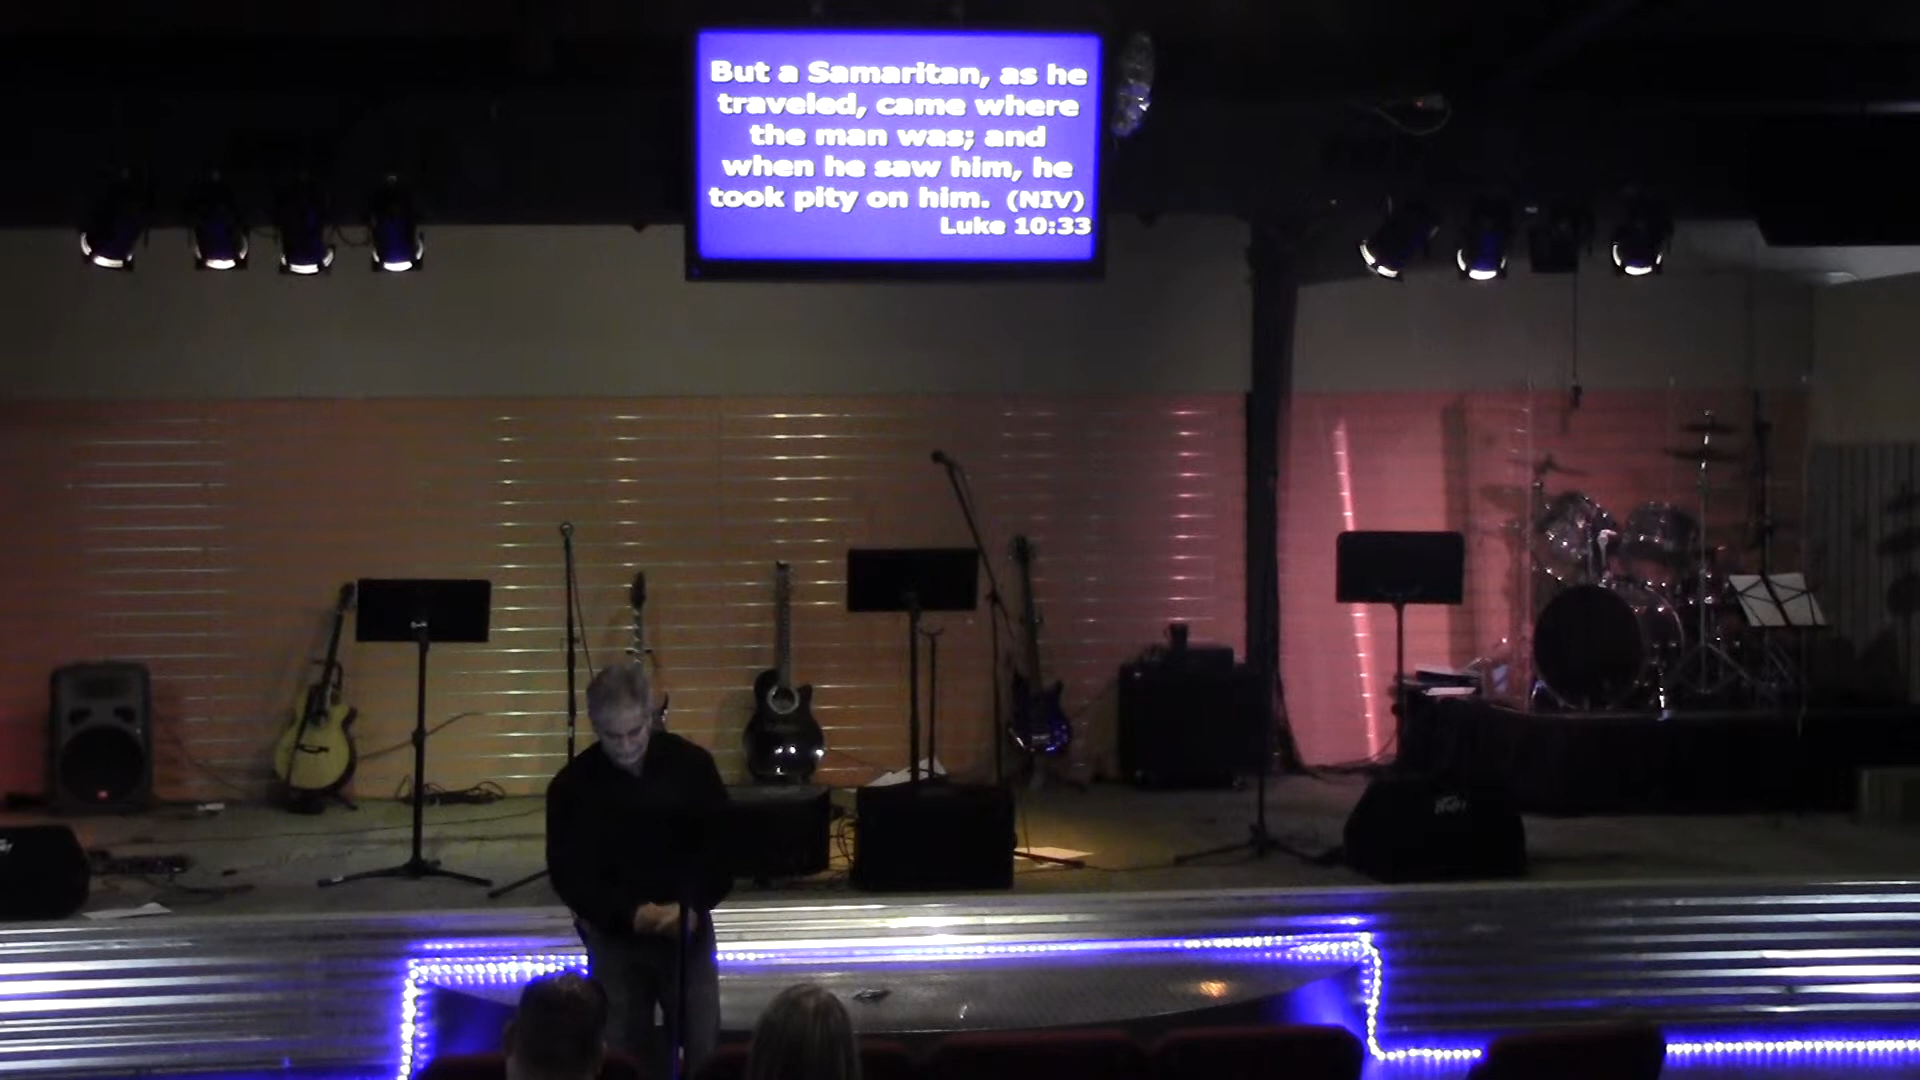 But a Samaritan, as he
traveled, came where
the man was; and
when he saw him, he
took pity on him. (NIV)
Luke 10:33